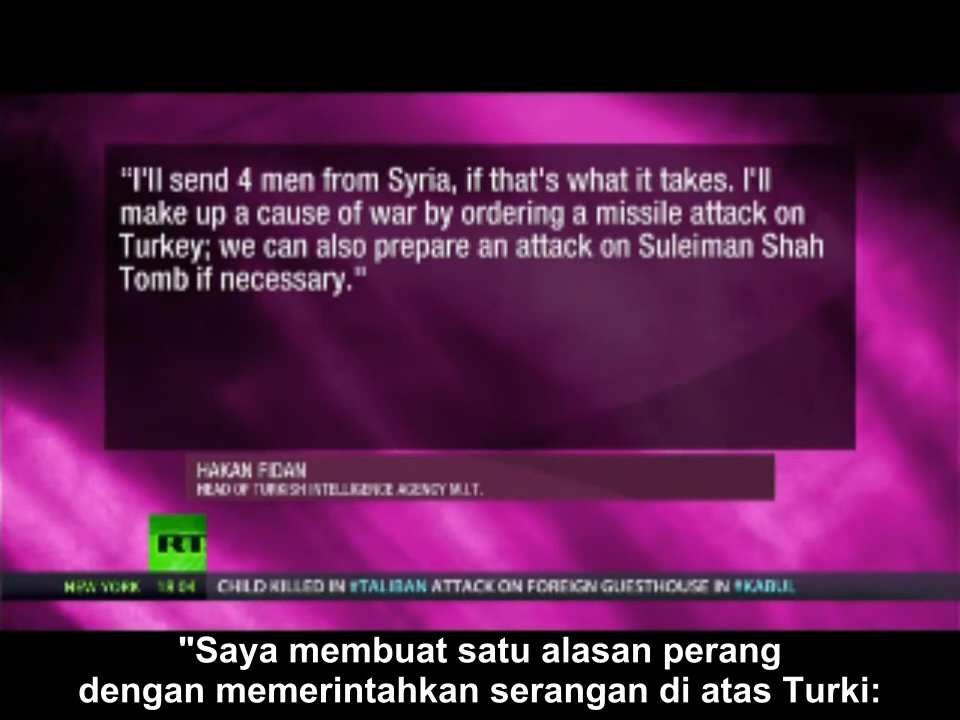 “I'll send 4 men from Syria, if that's what it takes. I'll
make up a cause of war by ordering a missile attack on
Turkey; we can also prepare an attack on Suleiman Shah
Tomb if necessary."
HAKAN FIDAN
HEAD OF TURKISH INTELLIGENCE AGENCY M.I.T.
RT
NEW YORK 18:04 CHILD KILLED IN #TALIBAN ATTACK ON FOREIGN GUESTHOUSE IN #KABUL
"Saya membuat satu alasan perang
dengan memerintahkan serangan di atas Turki: